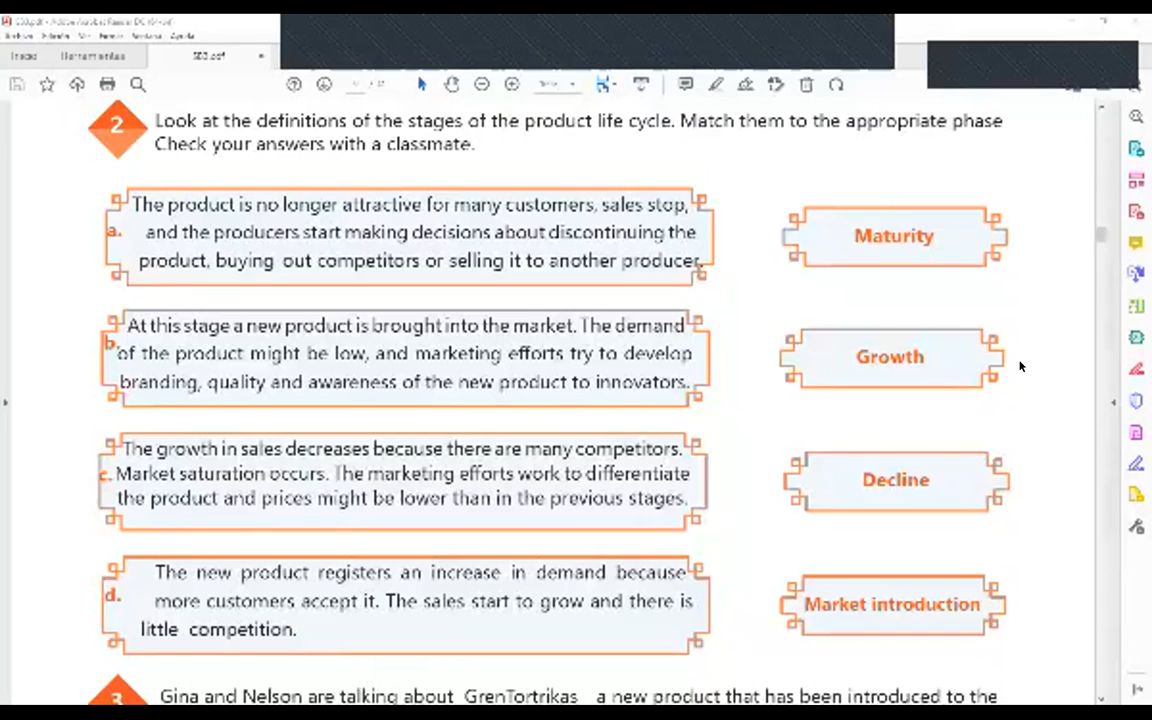 Inicio Herramientas
2 Look at the definitions of the stages of the product life cycle. Match them to the appropriate phase
Check your answers with a classmate.
The product is no longer attractive for many customers, sales stop,
a. and the producers start making decisions about discontinuing the
product, buying out competitors or selling it to another producer.
Maturity
At this stage a new product is brought into the market. The demand
b. of the product might be low, and marketing efforts try to develop
branding, quality and awareness of the new product to innovators.
Growth
The growth in sales decreases because there are many competitors.
c. Market saturation occurs. The marketing efforts work to differentiate
the product and prices might be lower than in the previous stages.
Decline
The new product registers an increase in demand because
d. more customers accept it. The sales start to grow and there is
little competition.
Market introduction
3 Gina and Nelson are talking about GrenTortrikas a new product that has been introduced to the